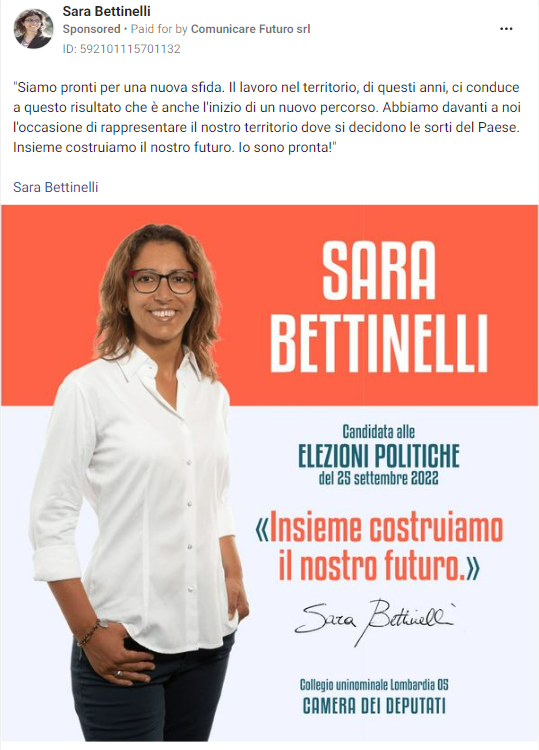 Sara Bettinelli
Sponsored • Paid for by Comunicare Futuro srl
ID: 592101115701132
"Siamo pronti per una nuova sfida. Il lavoro nel territorio, di questi anni, ci conduce
a questo risultato che è anche l'inizio di un nuovo percorso. Abbiamo davanti a noi
l'occasione di rappresentare il nostro territorio dove si decidono le sorti del Paese.
Insieme costruiamo il nostro futuro. Io sono pronta!"
Sara Bettinelli
SARA
BETTINELLI
Candidata alle
ELEZIONI POLITICHE
del 25 settembre 2022
«Insieme costruiamo
il nostro futuro.»
Sara Bettinelli
Collegio uninominale Lombardia 05
CAMERA DEI DEPUTATI